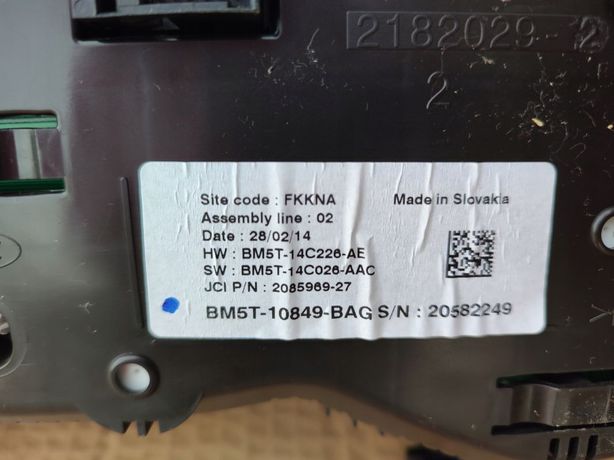 2182029-2
2
Site code : FKKNA Made in Slovakia
Assembly line : 02
Date : 28/02/14
HW : BM5T-14C226-AE
SW : BM5T-14C026-AAC
JCI P/N : 2085969-27
BM5T-10849-BAG S/N : 20582249